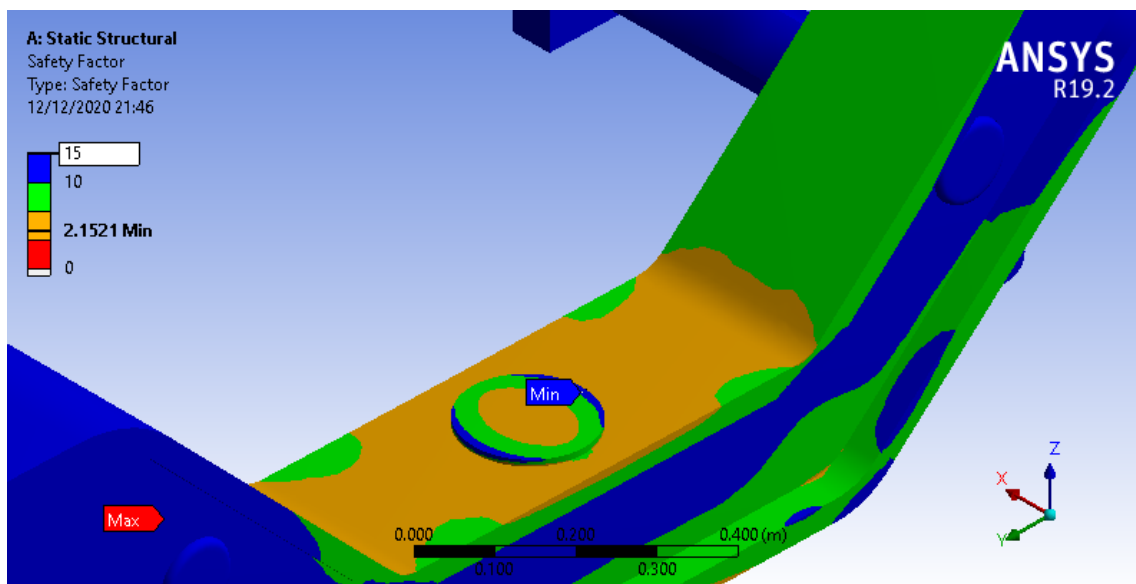 A: Static Structural
Safety Factor
Type: Safety Factor
12/12/2020 21:46
15
10
2.1521 Min
0
ANSYS
R19.2
Min
Max
0.000 0.200 0.400 (m)
0.100 0.300
Z
X
Y